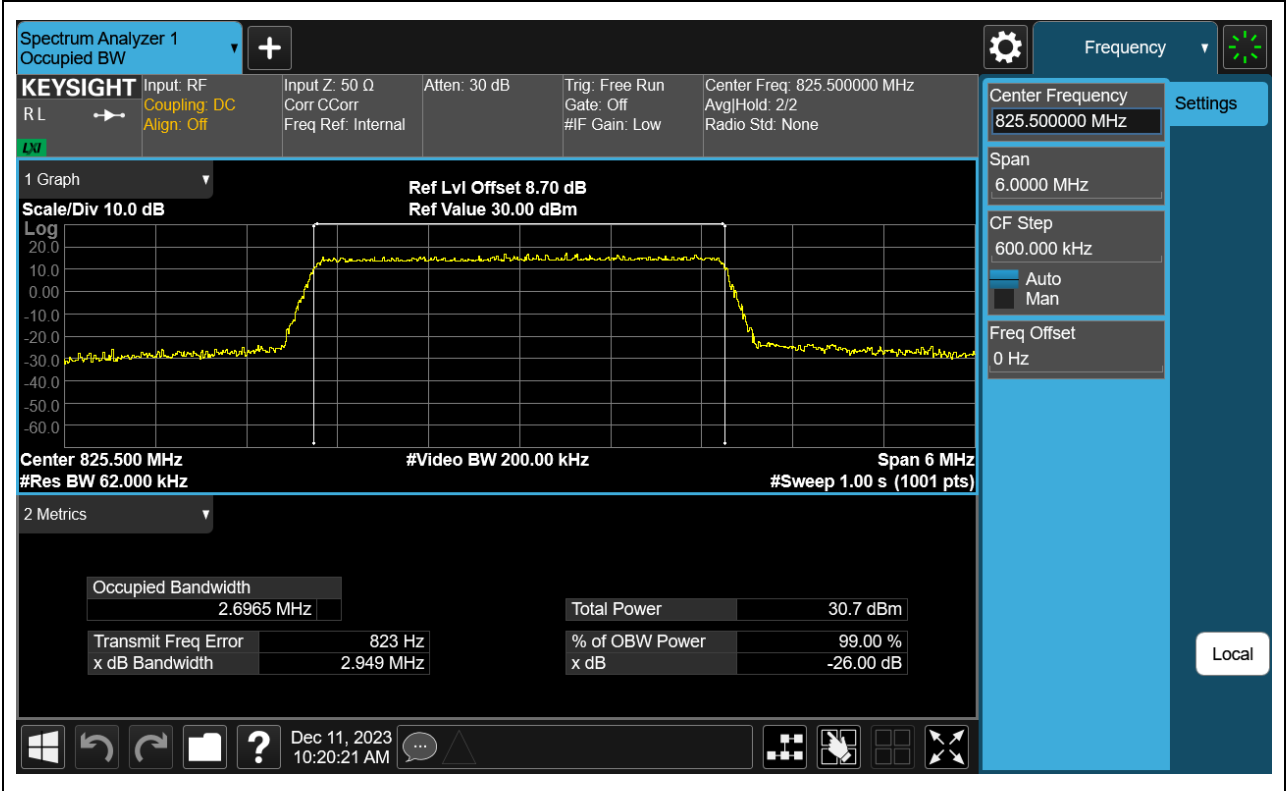 Spectrum Analyzer 1
Occupied BW
Frequency
KEYSIGHT
R L
LXI
Input: RF
Coupling: DC
Align: Off
Input Z: 50 Ω
Corr CCorr
Freq Ref: Internal
Atten: 30 dB
Trig: Free Run
Gate: Off
#IF Gain: Low
Center Freq: 825.500000 MHz
Avg|Hold: 2/2
Radio Std: None
Center Frequency
825.500000 MHz
Settings
Span
6.0000 MHz
CF Step
600.000 kHz
Auto
Man
Freq Offset
0 Hz
Local
1 Graph
Scale/Div 10.0 dB
Ref Lvl Offset 8.70 dB
Ref Value 30.00 dBm
Log
20.0
10.0
0.00
-10.0
-20.0
-30.0
-40.0
-50.0
-60.0
Center 825.500 MHz
#Video BW 200.00 kHz
Span 6 MHz
#Res BW 62.000 kHz
#Sweep 1.00 s (1001 pts)
2 Metrics
Occupied Bandwidth
2.6965 MHz
Total Power 30.7 dBm
Transmit Freq Error 823 Hz
% of OBW Power 99.00 %
x dB Bandwidth 2.949 MHz
x dB -26.00 dB
Dec 11, 2023
10:20:21 AM